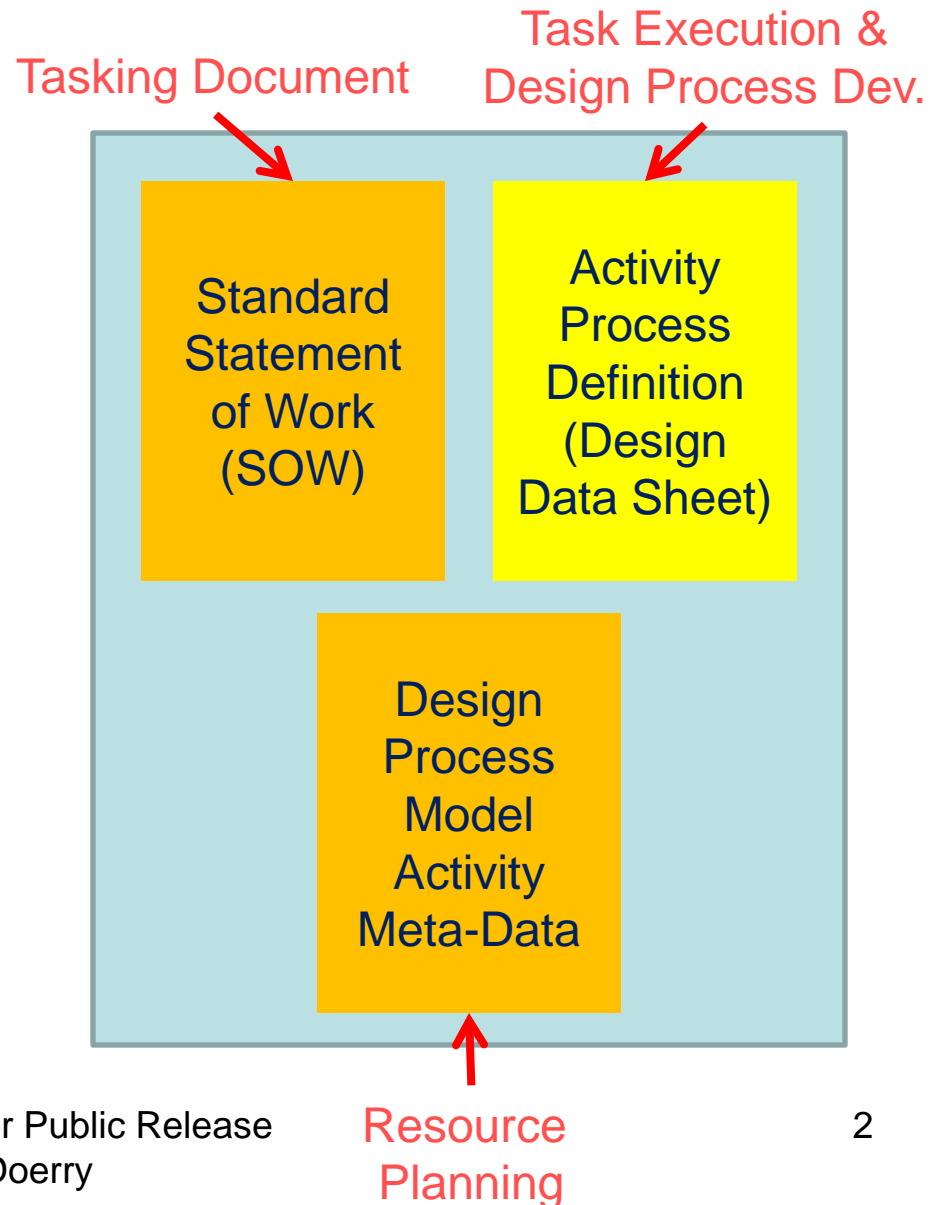 Task Execution &
Design Process Dev.
Tasking Document
Standard
Statement
of Work
(SOW)
Activity
Process
Definition
(Design
Data Sheet)
Design
Process
Model
Activity
Meta-Data
Resource
Planning
r Public Release
Doerry
2